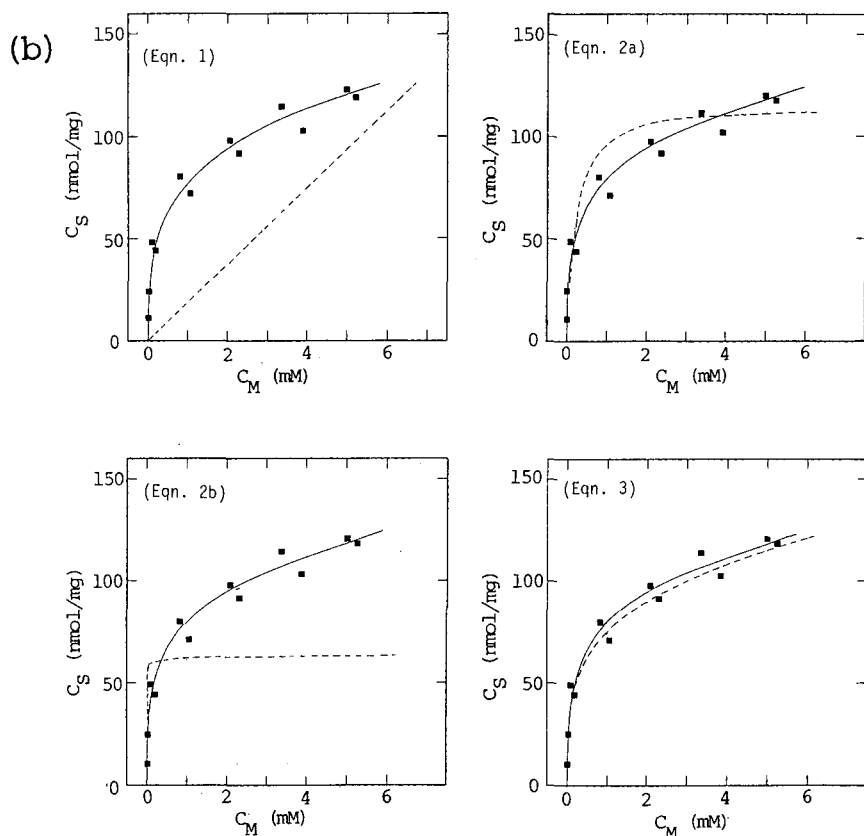 (b)
(Eqn. 1)
150
100
50
0
C_S (nmol/mg)
0 2 4 6
C_M (mM)
(Eqn. 2a)
150
100
50
0
C_S (nmol/mg)
0 2 4 6
C_M (mM)
(Eqn. 2b)
150
100
50
0
C_S (nmol/mg)
0 2 4 6
C_M (mM)
(Eqn. 3)
150
100
50
0
C_S (nmol/mg)
0 2 4 6
C_M (mM)